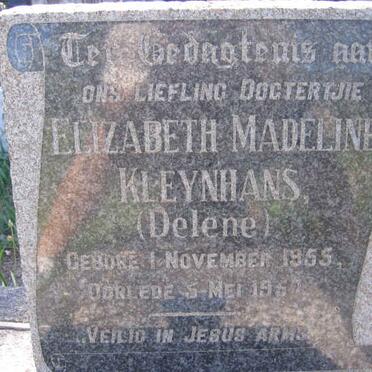 Ter Gedagtenis aan
ons liefling dogtertjie
Elizabeth Madeline
Kleynhans,
(Delene)
Gebore 1 November 1955,
Oorlede 5 Mei
"Veilig in Jesus arms